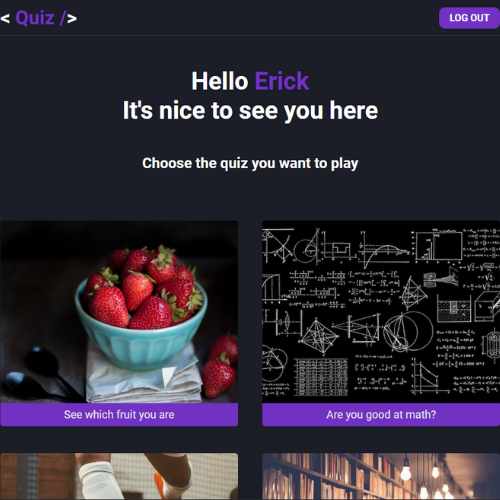 < Quiz />
LOG OUT
Hello Erick
It's nice to see you here
Choose the quiz you want to play
See which fruit you are
Are you good at math?